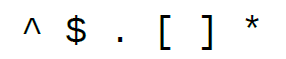 ^ $ . [ ] *